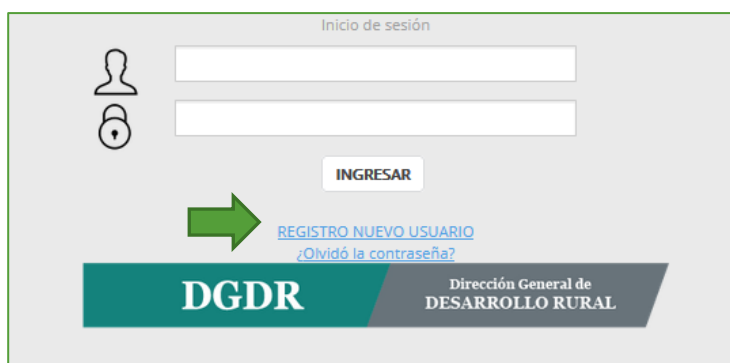 Inicio de sesión
INGRESAR
REGISTRO NUEVO USUARIO
¿Olvidó la contraseña?
DGDR
Dirección General de
DESARROLLO RURAL